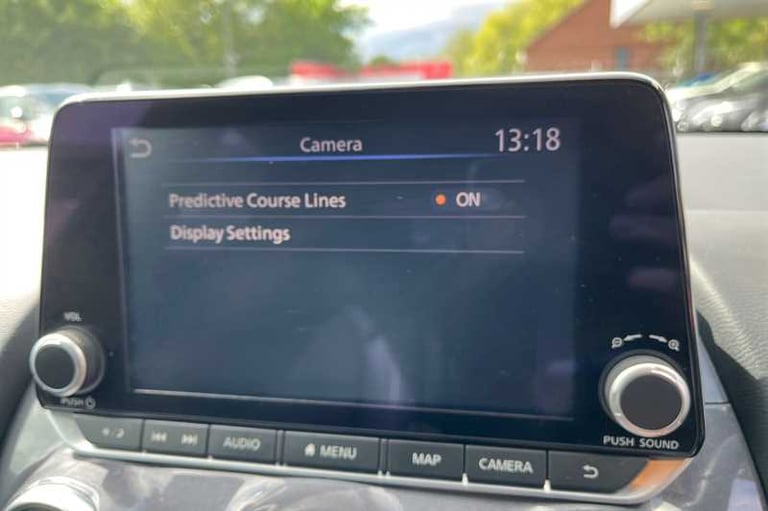 Camera 13:18
Predictive Course Lines ON
Display Settings
VOL
PUSH
PUSH SOUND
AUDIO MENU MAP CAMERA